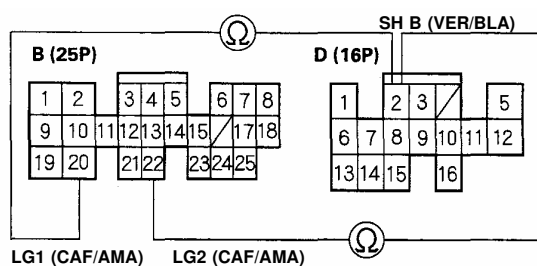 SH B (VER/BLA)
Ω
B (25P) D (16P)
1 2 3 4 5 6 7 8
9 10 11 12 13 14 15 17 18
19 20 21 22 23 24 25
1 2 3 5
6 7 8 9 10 11 12
13 14 15 16
Ω
LG1 (CAF/AMA) LG2 (CAF/AMA)